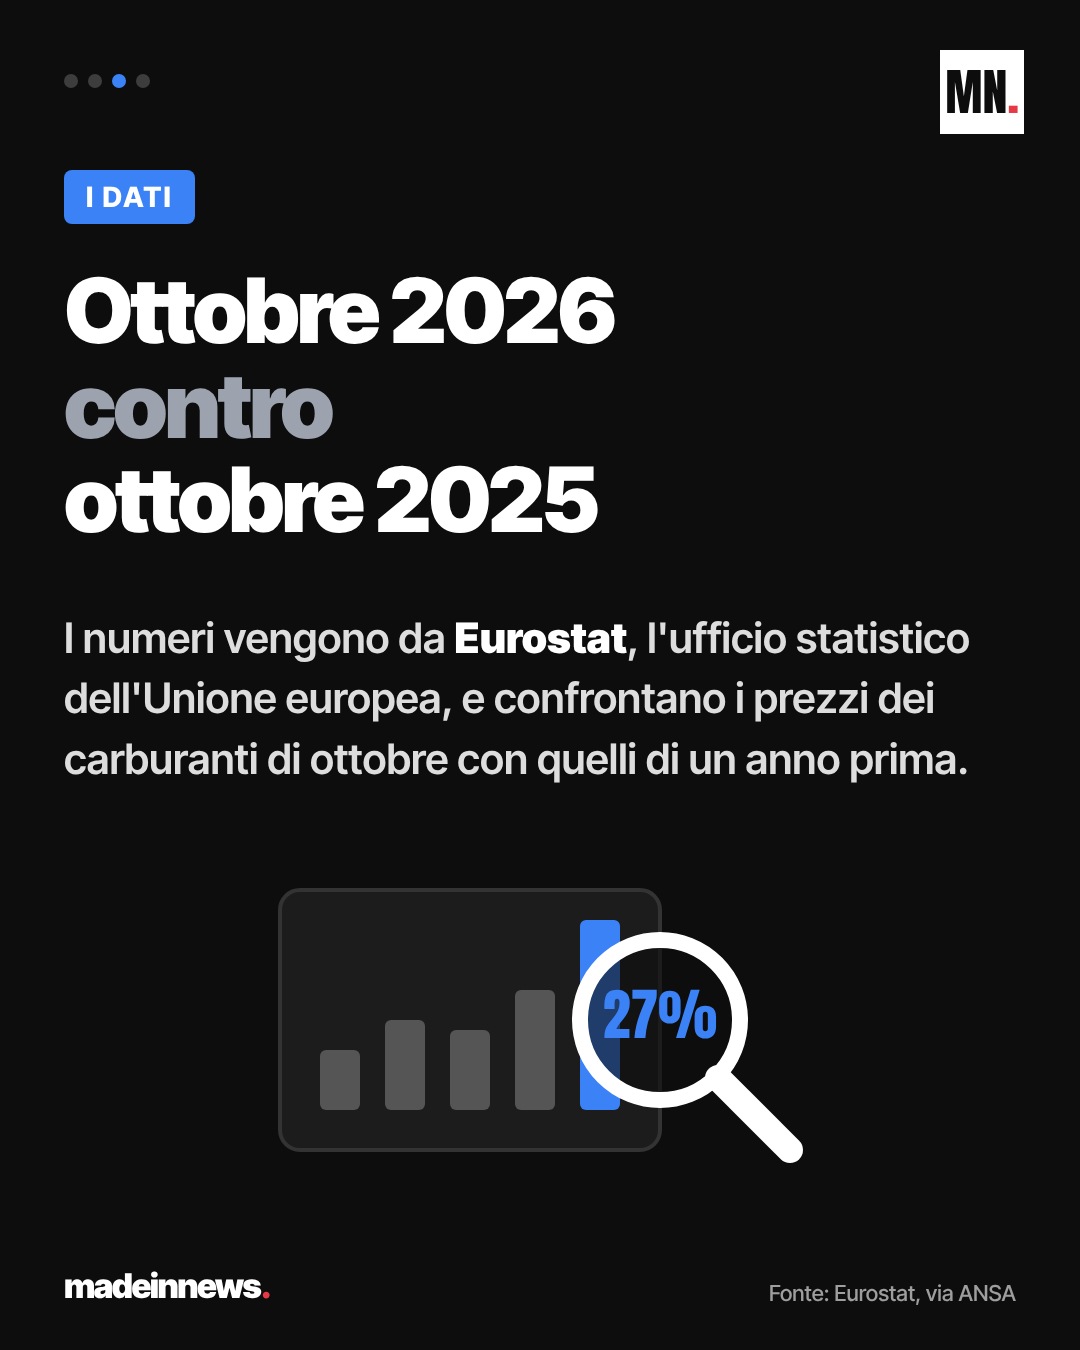 MN.
I DATI
Ottobre 2026
contro
ottobre 2025
I numeri vengono da Eurostat, l'ufficio statistico
dell'Unione europea, e confrontano i prezzi dei
carburanti di ottobre con quelli di un anno prima.
27%
madeinnews.
Fonte: Eurostat, via ANSA